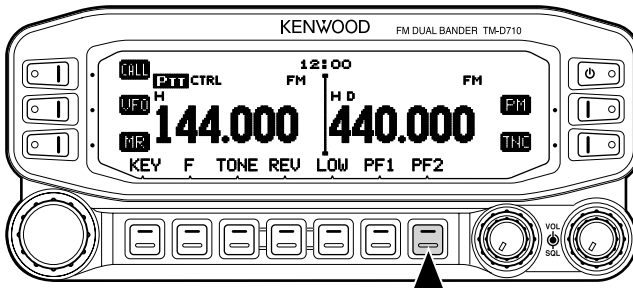 KENWOOD FM DUAL BANDER TM-D710
12:00
CALL PTT CTRL FM FM
VFO H H D PM
144.000 440.000
MR TNC
KEY F TONE REV LOW PF1 PF2
VOL
SQL